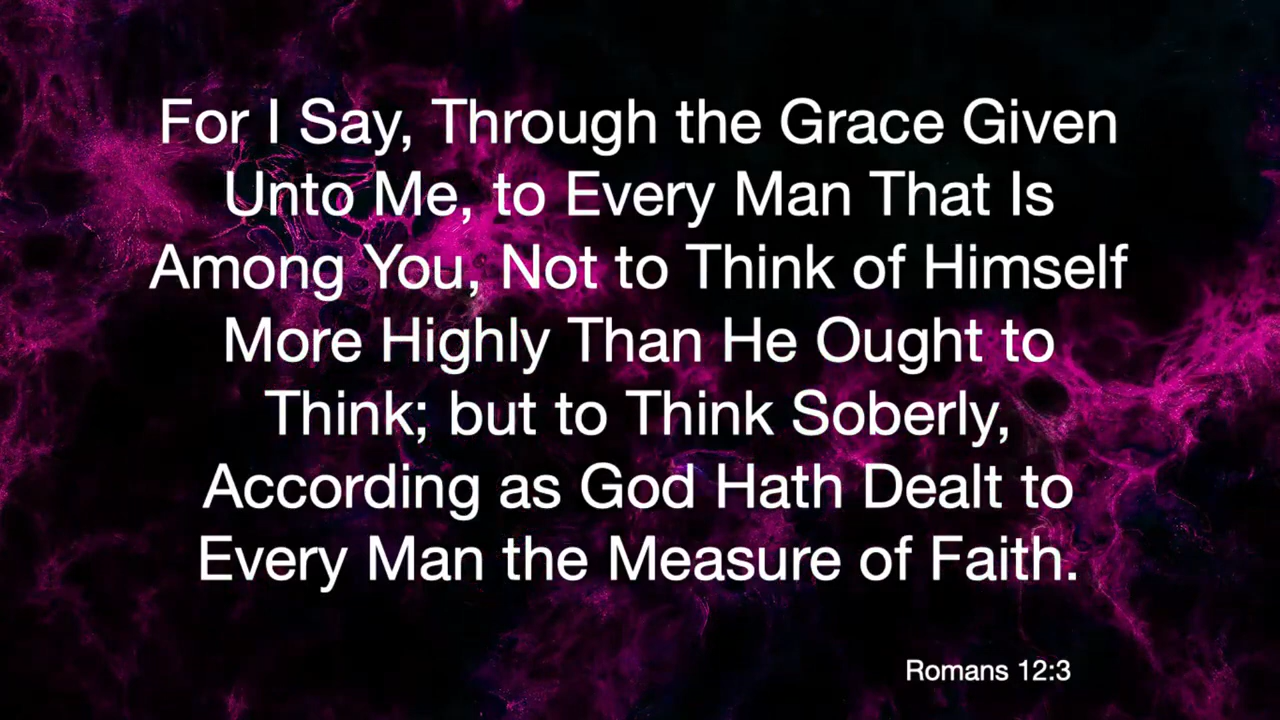 For I Say, Through the Grace Given
Unto Me, to Every Man That Is
Among You, Not to Think of Himself
More Highly Than He Ought to
Think; but to Think Soberly,
According as God Hath Dealt to
Every Man the Measure of Faith.
Romans 12:3